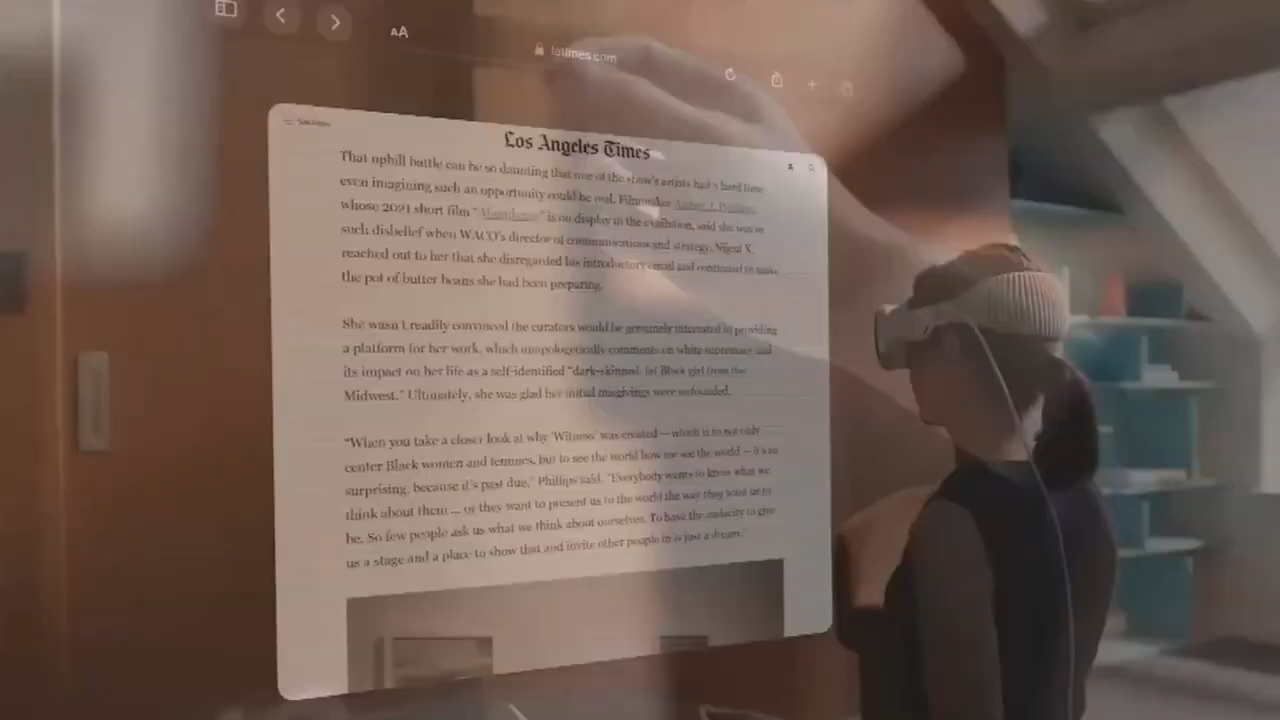 AA
latimes.com
Los Angeles Times
That uphill battle can be so daunting that one of the show's artists had a hard time
even imagining such an opportunity could be real. Filmmaker
whose 2021 short film " " is on display in the exhibition, said she was in
such disbelief when WACO's director of communications and strategy, Nijeul X.
reached out to her that she disregarded his introductory email and continued to make
the pot of butter beans she had been preparing.
She wasn't readily convinced the curators would be genuinely interested in providing
a platform for her work, which unapologetically comments on white supremacy and
its impact on her life as a self-identified "dark-skinned, fat Black girl from the
Midwest." Ultimately, she was glad her initial misgivings were unfounded.
"When you take a closer look at why 'Witness' was created — which is to not only
center Black women and femmes, but to see the world how we see the world — it's so
surprising, because it's past due," Phillips said. "Everybody wants to know what we
think about them ... or they want to present us to the world the way they want us to
be. So few people ask us what we think about ourselves. To have the audacity to give
us a stage and a place to show that and invite other people in is just a dream."